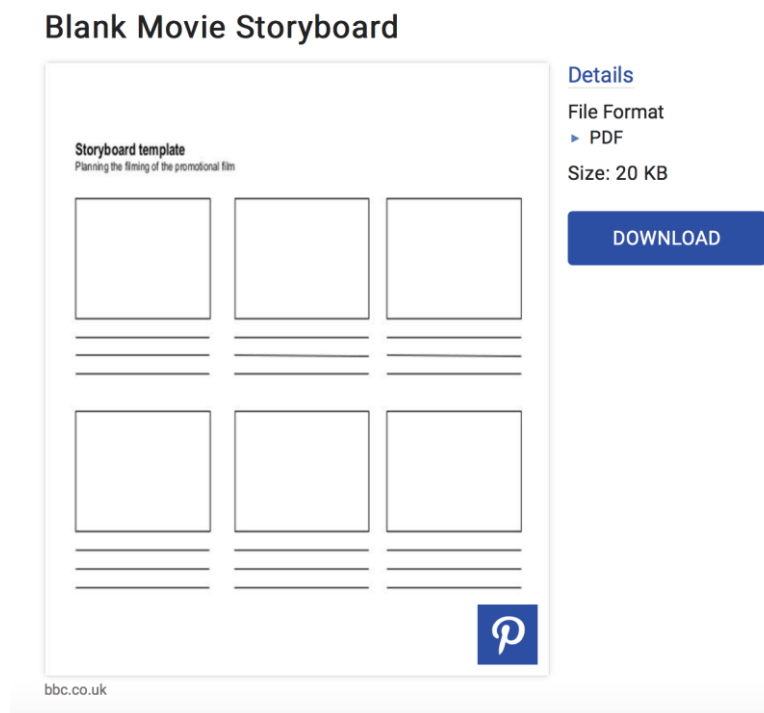 Blank Movie Storyboard
Storyboard template
Planning the filming of the promotional film
Details
File Format
PDF
Size: 20 KB
DOWNLOAD
bbc.co.uk